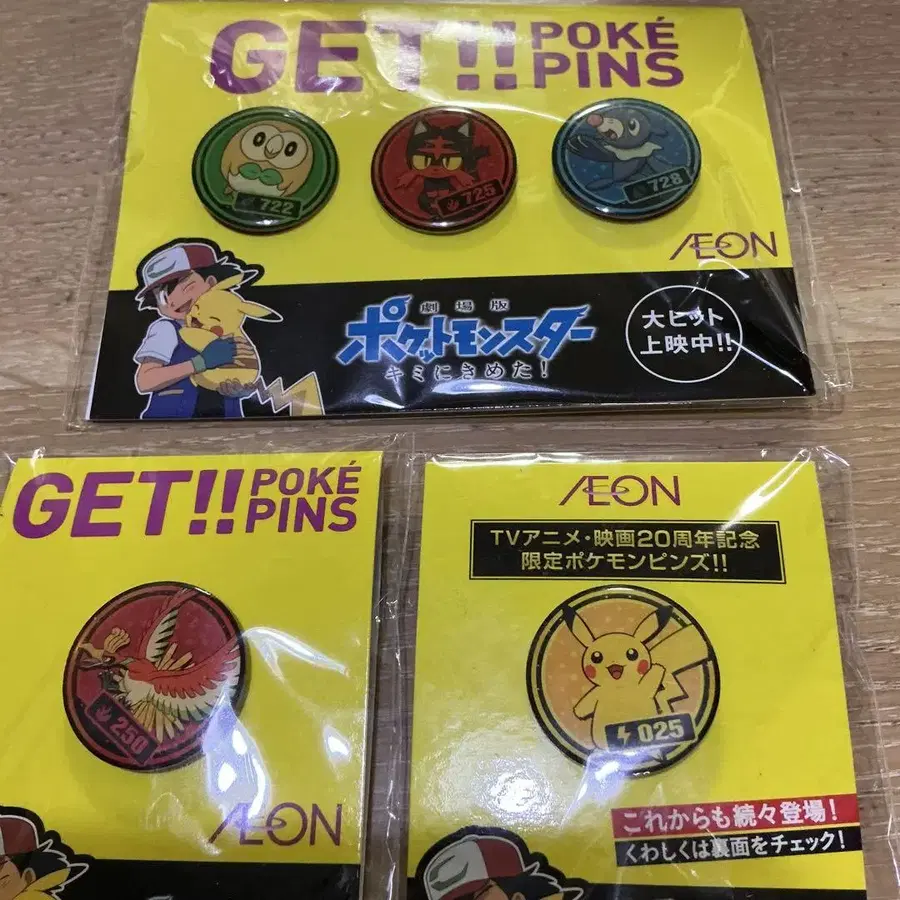 GET!! POKÉ PINS
722
725
728
ÆON
劇場版
ポケットモンスター
キミにきめた!
大ヒット
上映中!!
GET!! POKÉ PINS
250
ÆON
ÆON
TVアニメ・映画20周年記念
限定ポケモンピンズ!!
025
これからも続々登場!
くわしくは裏面をチェック!